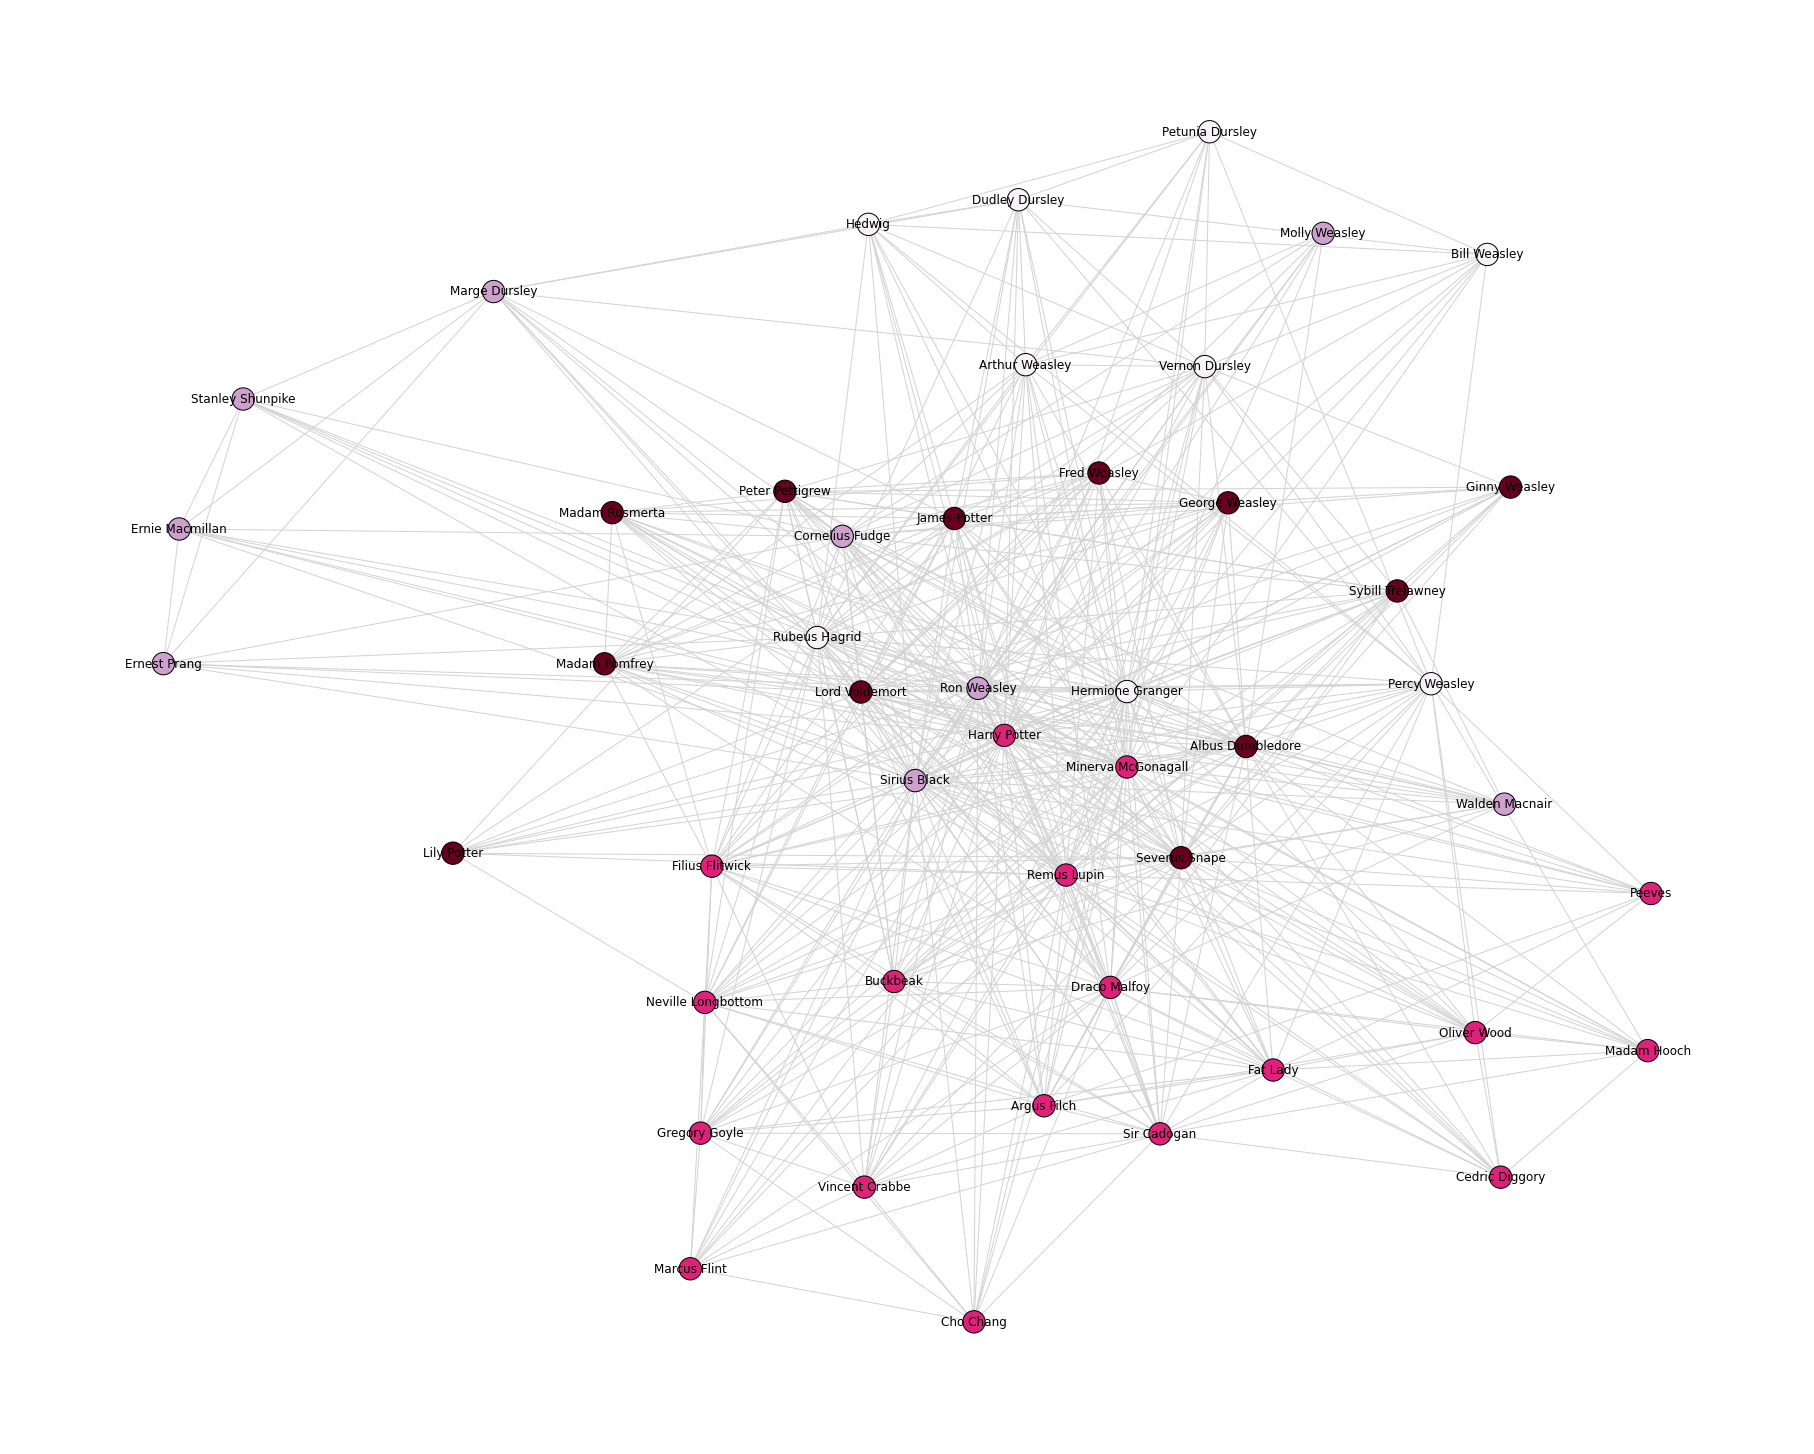 Petunia Dursley
Dudley Dursley
Hedwig
Molly Weasley
Bill Weasley
Marge Dursley
Arthur Weasley
Vernon Dursley
Stanley Shunpike
Fred Weasley
Peter Pettigrew
Ginny Weasley
George Weasley
Madam Rosmerta
James Potter
Ernie Macmillan
Cornelius Fudge
Sybill Trelawney
Rubeus Hagrid
Ernest Prang
Madam Pomfrey
Lord Voldemort
Ron Weasley
Hermione Granger
Percy Weasley
Harry Potter
Albus Dumbledore
Minerva McGonagall
Sirius Black
Walden Macnair
Lily Potter
Severus Snape
Filius Flitwick
Remus Lupin
Peeves
Buckbeak
Draco Malfoy
Neville Longbottom
Oliver Wood
Madam Hooch
Fat Lady
Argus Filch
Gregory Goyle
Sir Cadogan
Cedric Diggory
Vincent Crabbe
Marcus Flint
Cho Chang